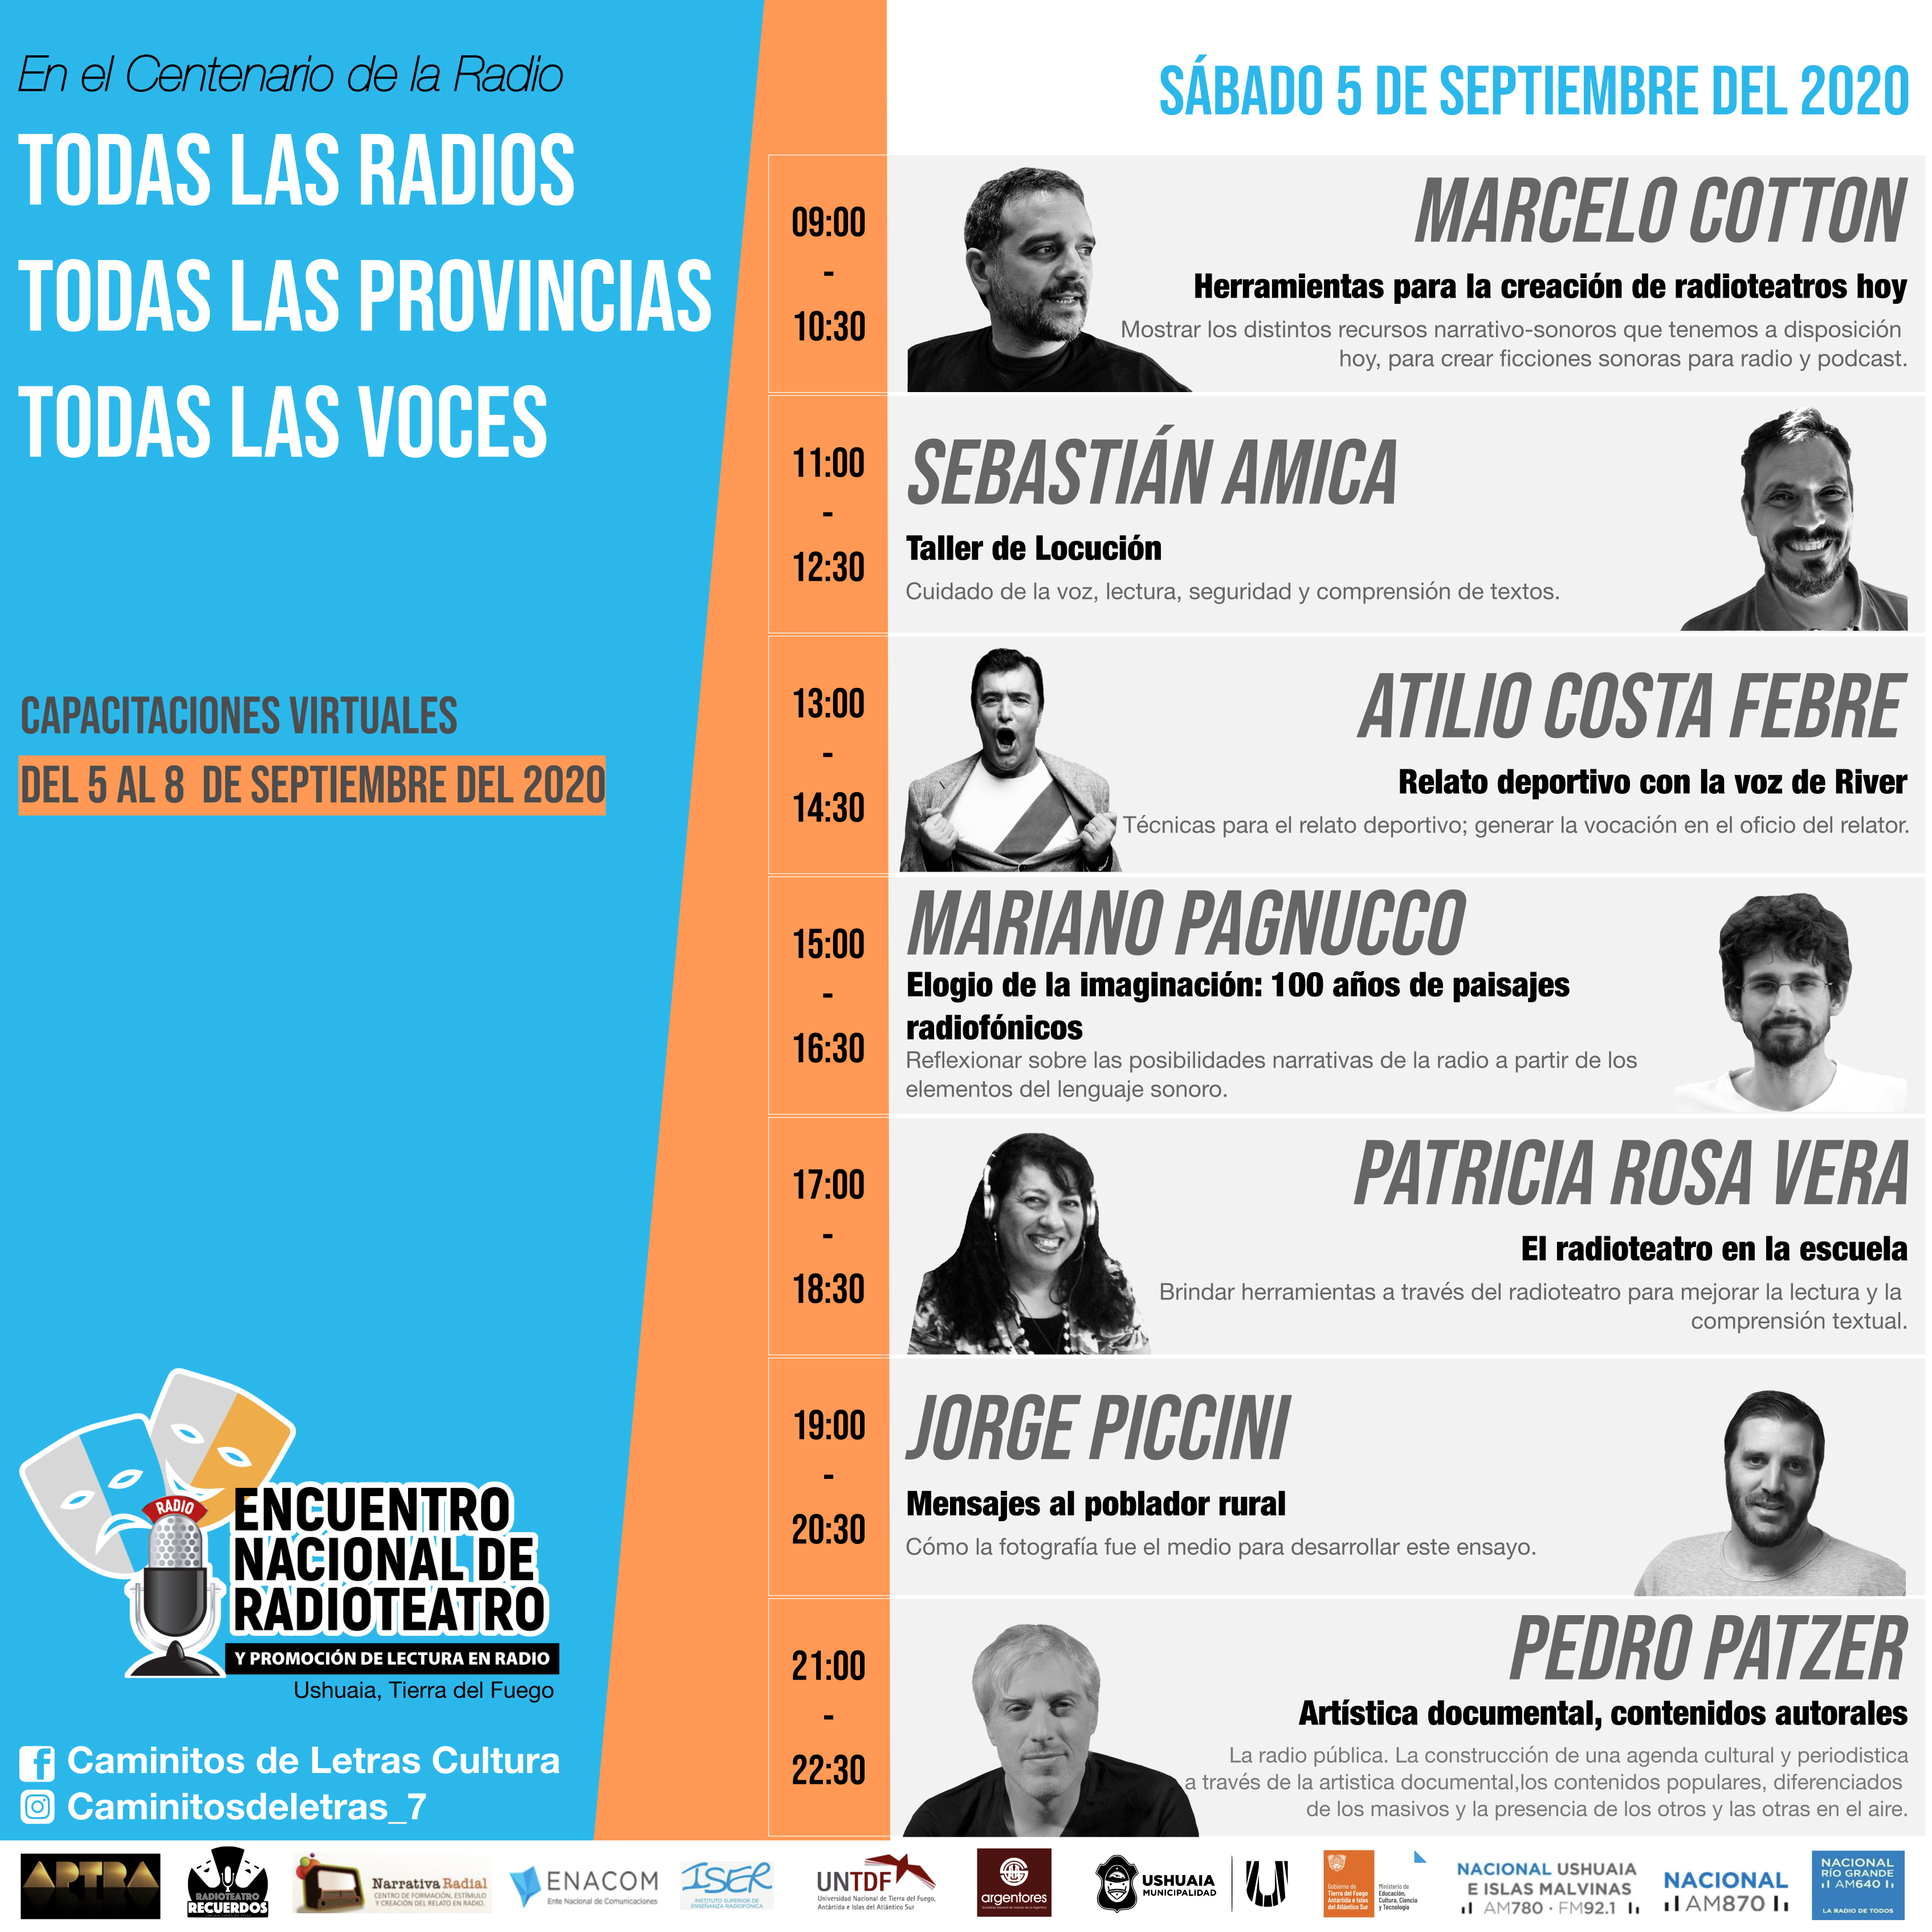 En el Centenario de la Radio
TODAS LAS RADIOS
TODAS LAS PROVINCIAS
TODAS LAS VOCES
CAPACITACIONES VIRTUALES
DEL 5 AL 8 DE SEPTIEMBRE DEL 2020
RADIO
ENCUENTRO
NACIONAL DE
RADIOTEATRO
Y PROMOCIÓN DE LECTURA EN RADIO
Ushuaia, Tierra del Fuego
Caminitos de Letras Cultura
Caminitosdeletras_7
SÁBADO 5 DE SEPTIEMBRE DEL 2020
09:00
-
10:30
MARCELO COTTON
Herramientas para la creación de radioteatros hoy
Mostrar los distintos recursos narrativo-sonoros que tenemos a disposición
hoy, para crear ficciones sonoras para radio y podcast.
11:00
-
12:30
SEBASTIÁN AMICA
Taller de Locución
Cuidado de la voz, lectura, seguridad y comprensión de textos.
13:00
-
14:30
ATILIO COSTA FEBRE
Relato deportivo con la voz de River
Técnicas para el relato deportivo; generar la vocación en el oficio del relator.
15:00
-
16:30
MARIANO PAGNUCCO
Elogio de la imaginación: 100 años de paisajes
radiofónicos
Reflexionar sobre las posibilidades narrativas de la radio a partir de los
elementos del lenguaje sonoro.
17:00
-
18:30
PATRICIA ROSA VERA
El radioteatro en la escuela
Brindar herramientas a través del radioteatro para mejorar la lectura y la
comprensión textual.
19:00
-
20:30
JORGE PICCINI
Mensajes al poblador rural
Cómo la fotografía fue el medio para desarrollar este ensayo.
21:00
-
22:30
PEDRO PATZER
Artística documental, contenidos autorales
La radio pública. La construcción de una agenda cultural y periodistica
a través de la artistica documental,los contenidos populares, diferenciados
de los masivos y la presencia de los otros y las otras en el aire.
APTRA
RADIOTEATRO
RECUERDOS
Narrativa Radial
CENTRO DE FORMACIÓN, ESTÍMULO
Y CREACIÓN DEL RELATO EN RADIO.
ENACOM
Ente Nacional de Comunicaciones
ISER
INSTITUTO SUPERIOR DE
ENSEÑANZA RADIOFÓNICA
UNTDF
Universidad Nacional de Tierra del Fuego,
Antártida e Islas del Atlántico Sur
argentores
USHUAIA
MUNICIPALIDAD
Gobierno de
Tierra del Fuego
Antártida e Islas
del Atlántico Sur
Ministerio de
Educación,
Cultura, Ciencia
y Tecnología
NACIONAL USHUAIA
E ISLAS MALVINAS
AM780 · FM92.1
NACIONAL
AM870
NACIONAL
RÍO GRANDE
AM640
LA RADIO DE TODOS